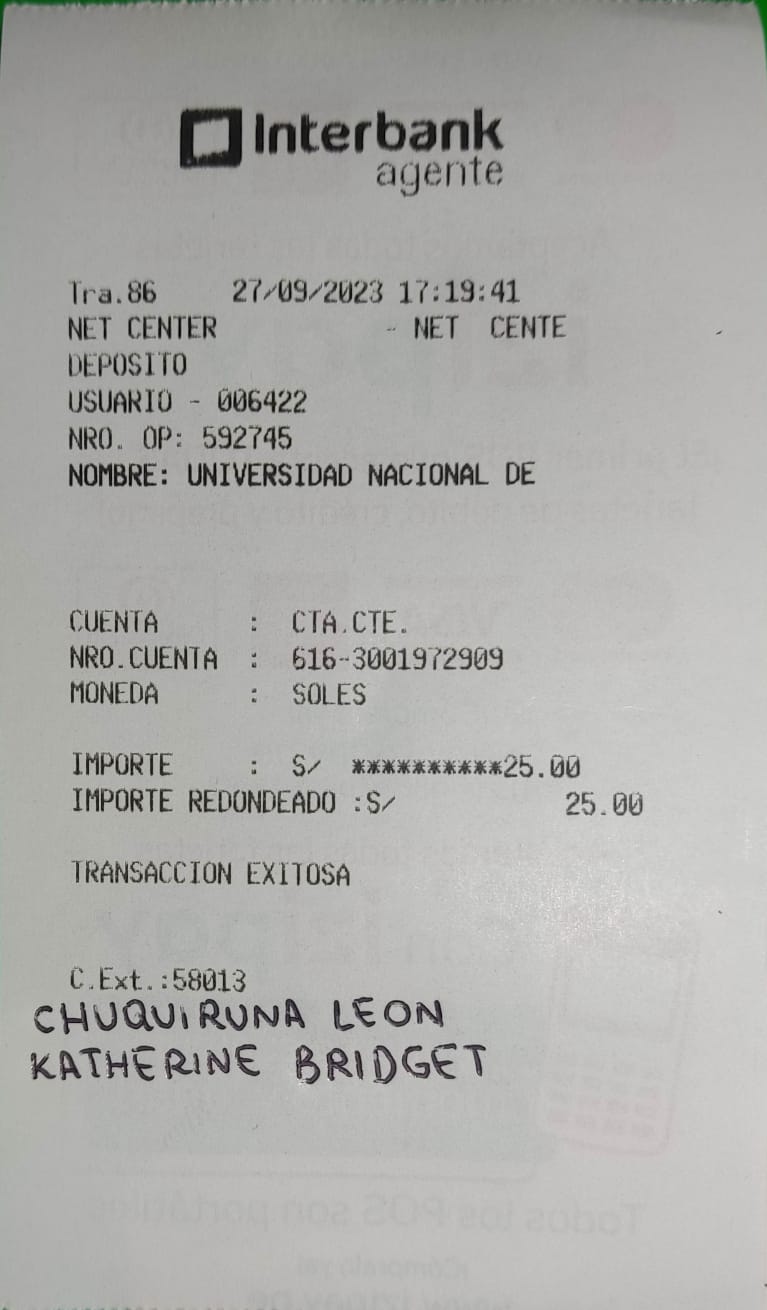 Interbank
agente
Tra.86 27/09/2023 17:19:41
NET CENTER - NET CENTE
DEPOSITO
USUARIO - 006422
NRO. OP: 592745
NOMBRE: UNIVERSIDAD NACIONAL DE
CUENTA : CTA.CTE.
NRO.CUENTA : 616-3001972909
MONEDA : SOLES
IMPORTE : S/ **********25.00
IMPORTE REDONDEADO :S/ 25.00
TRANSACCION EXITOSA
C.Ext.:58013
CHUQUIRUNA LEON
KATHERINE BRIDGET